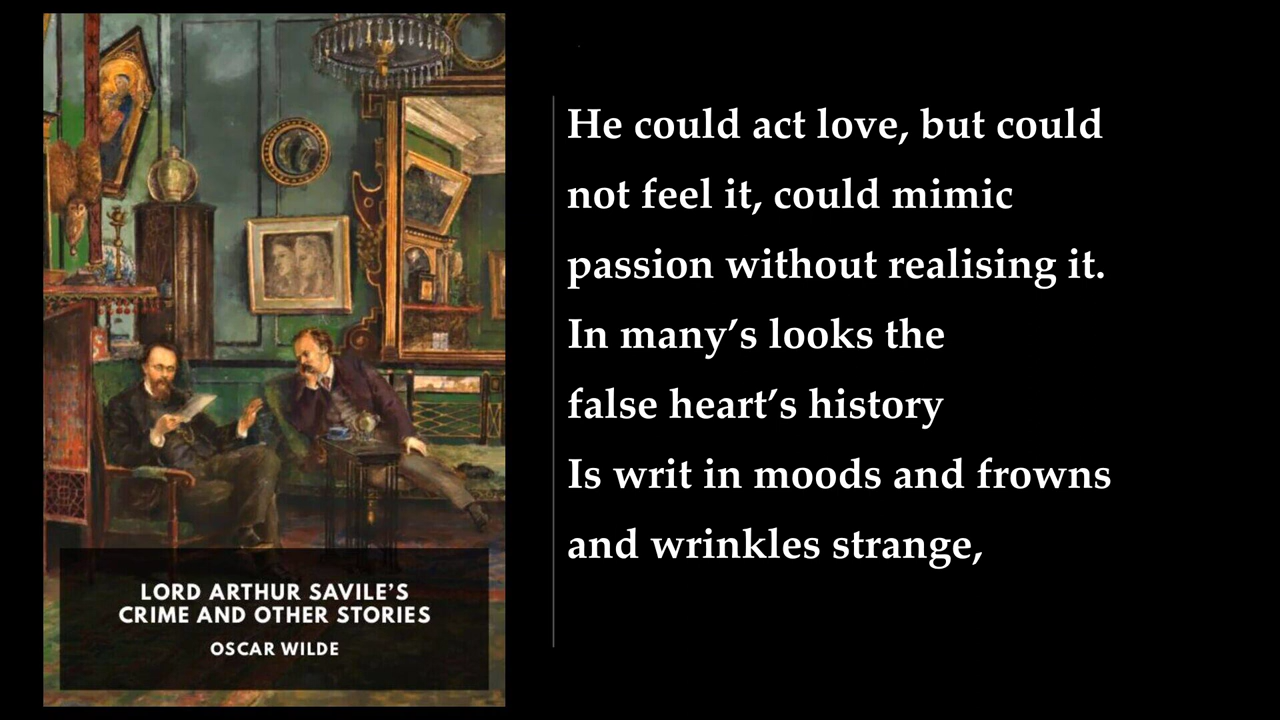 He could act love, but could
not feel it, could mimic
passion without realising it.
In many’s looks the
false heart’s history
Is writ in moods and frowns
and wrinkles strange,
LORD ARTHUR SAVILE’S
CRIME AND OTHER STORIES
OSCAR WILDE